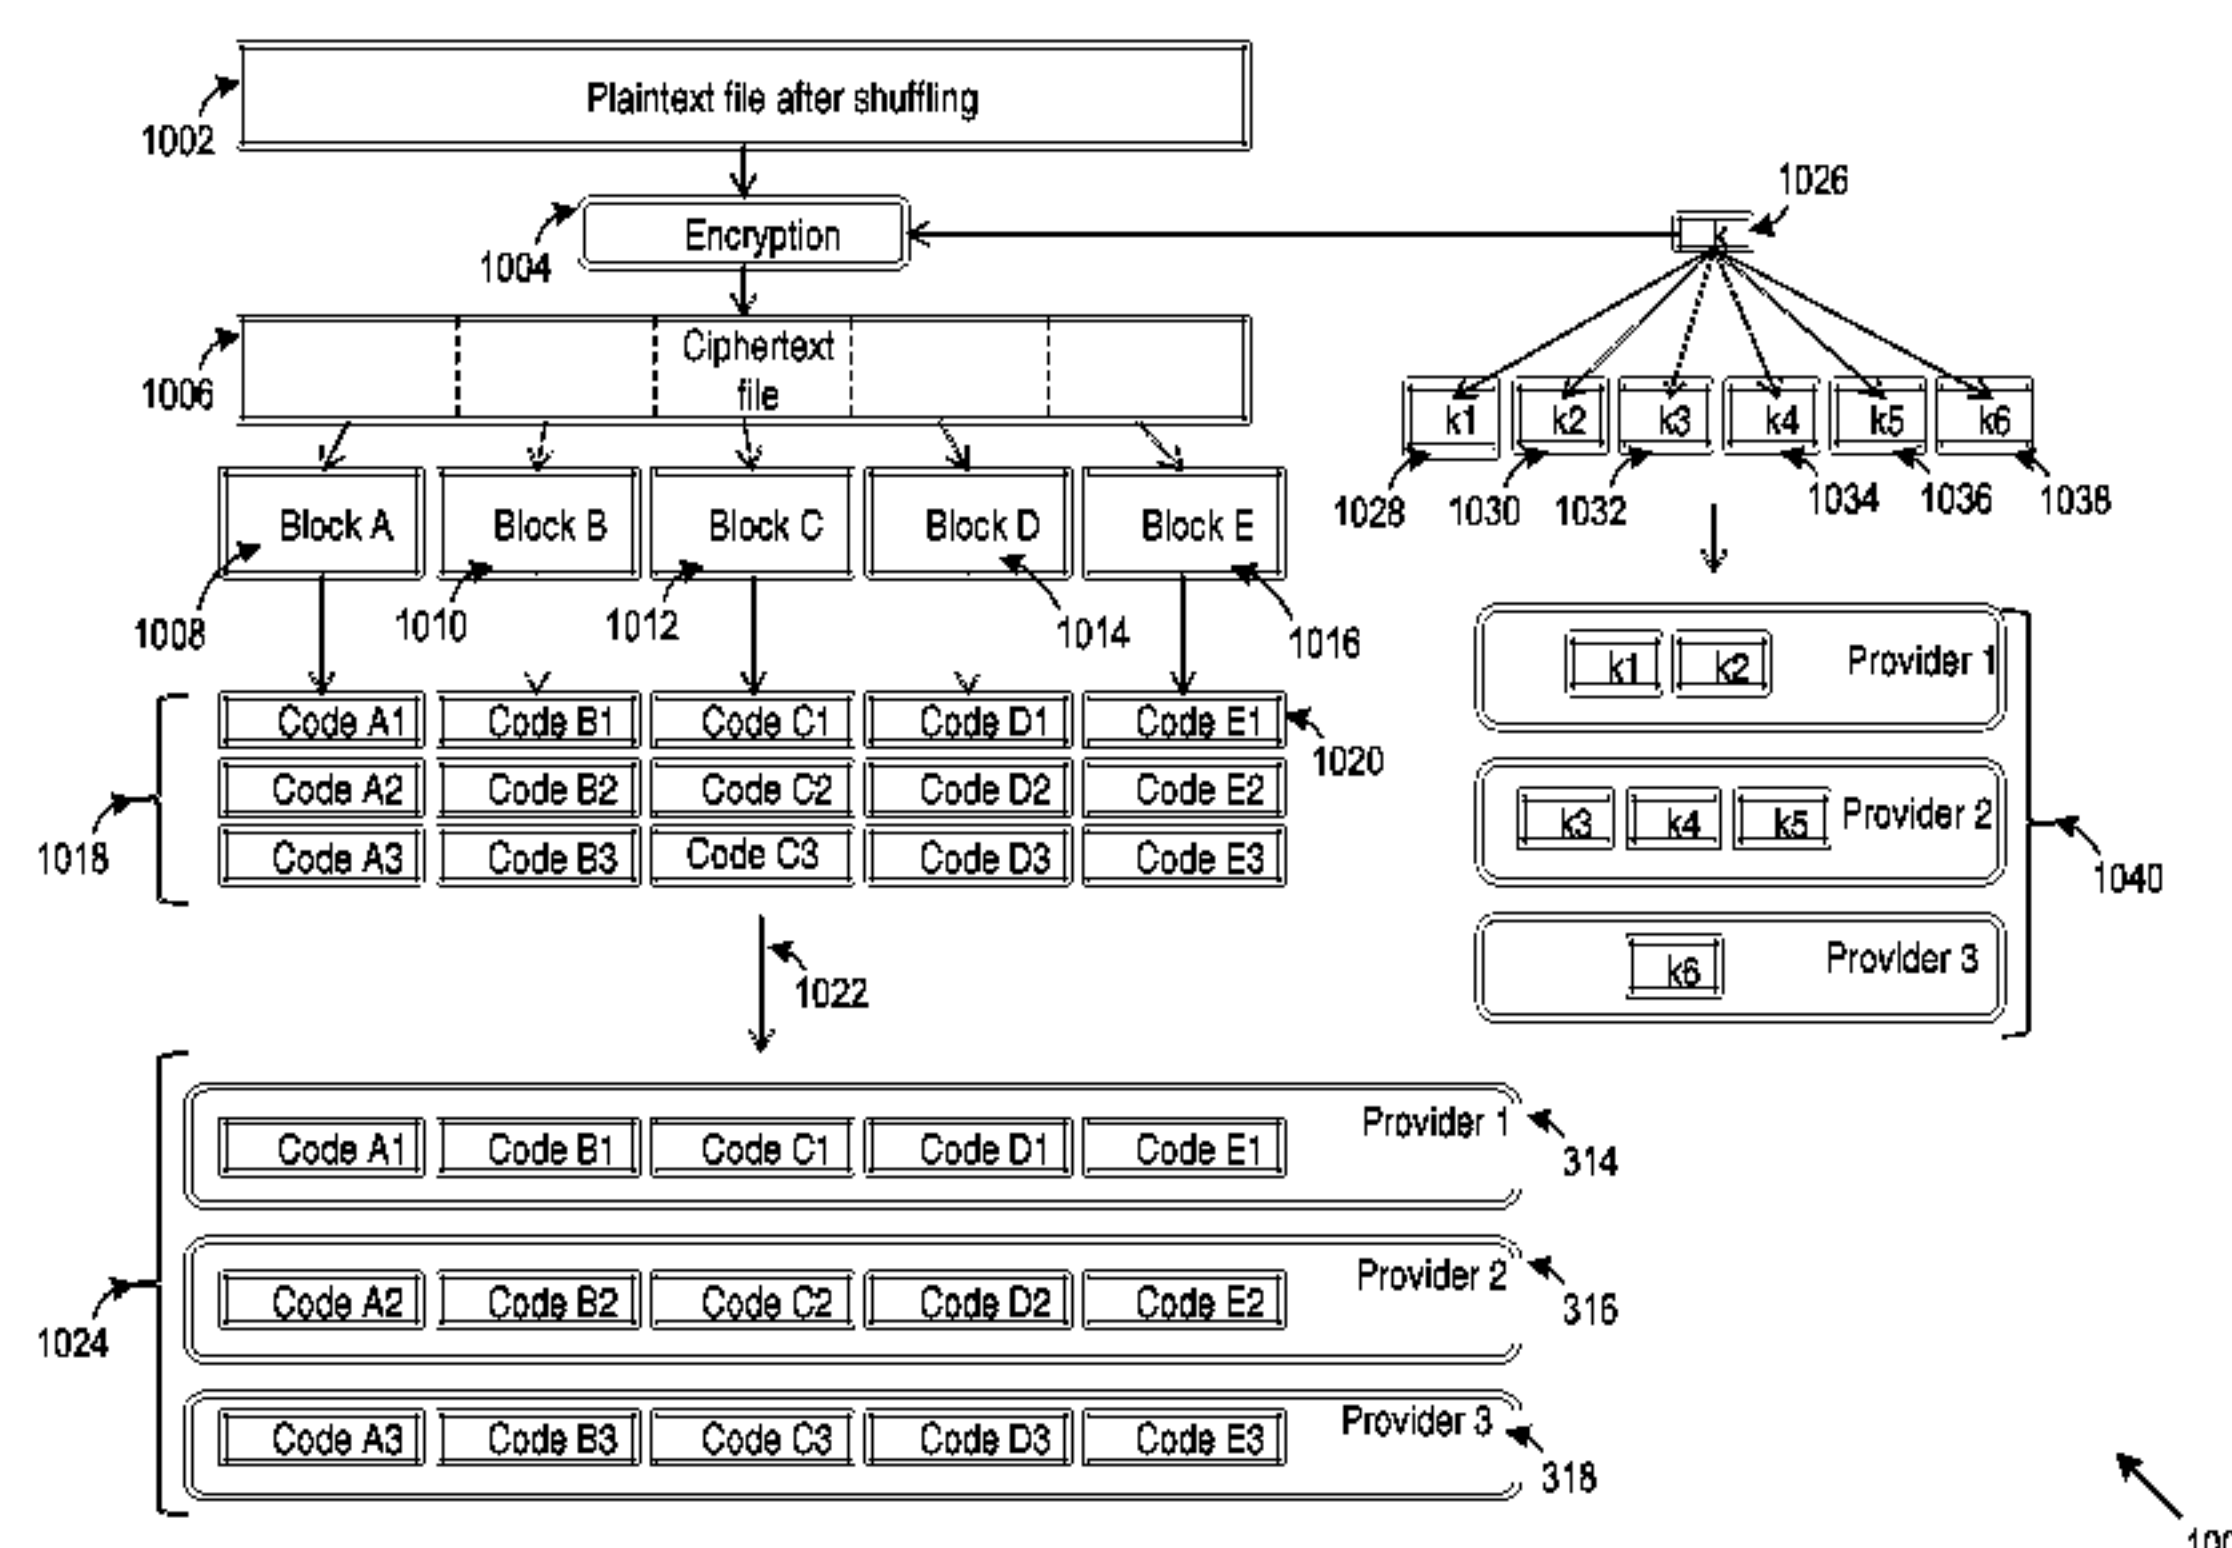 Plaintext file after shuffling
1002
1026
Encryption
k
1004
Ciphertext
file
1006
k1 k2 k3 k4 k5 k6
1028 1030 1032 1034 1036 1038
Block A Block B Block C Block D Block E
1008 1010 1012 1014 1016
Provider 1
k1 k2
Code A1 Code B1 Code C1 Code D1 Code E1
1020
Code A2 Code B2 Code C2 Code D2 Code E2
k3 k4 k5 Provider 2
1018
Code A3 Code B3 Code C3 Code D3 Code E3
1040
Provider 3
k6
1022
Provider 1
Code A1 Code B1 Code C1 Code D1 Code E1
314
Provider 2
Code A2 Code B2 Code C2 Code D2 Code E2
316
1024
Provider 3
Code A3 Code B3 Code C3 Code D3 Code E3
318